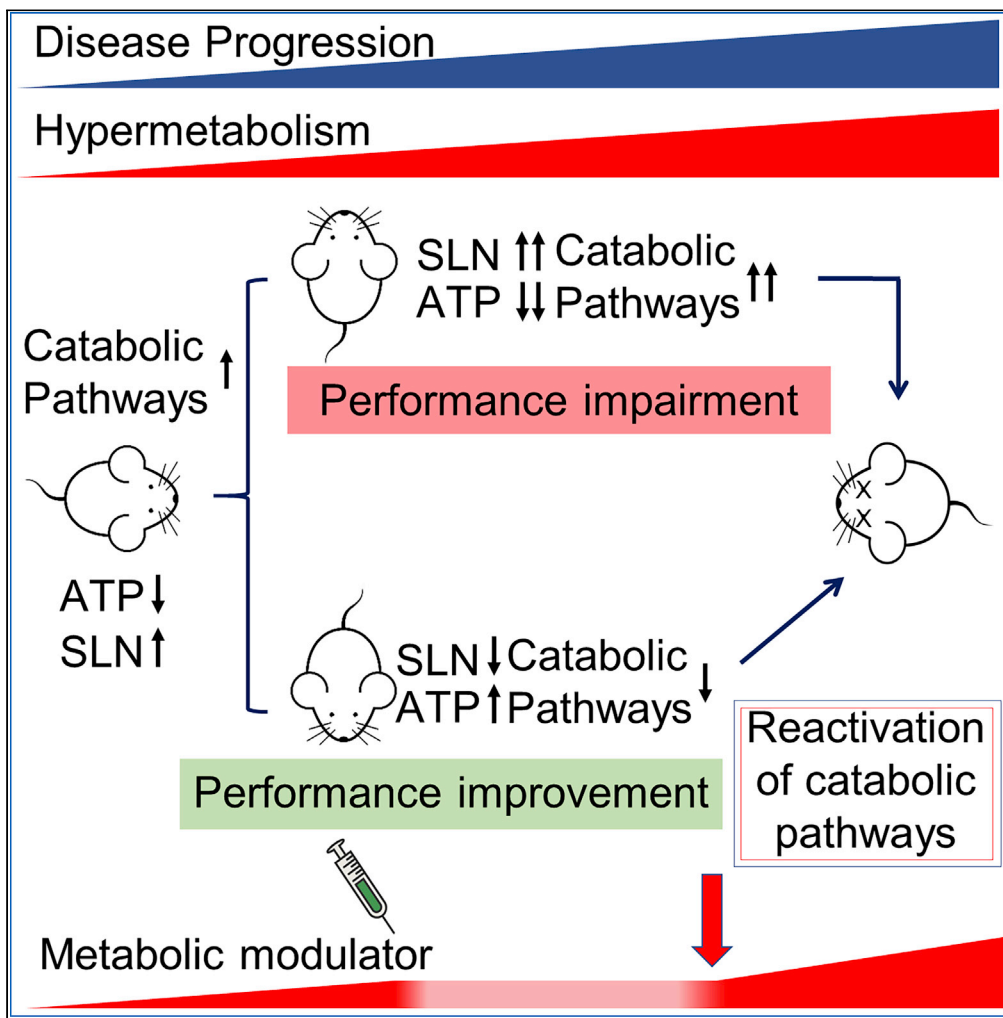 Disease Progression
Hypermetabolism
SLN ↑↑ Catabolic
ATP ↓↓ Pathways ↑↑
Catabolic
Pathways ↑
Performance impairment
ATP↓
SLN↑
SLN↓Catabolic
ATP↑Pathways ↓
Performance improvement
Reactivation
of catabolic
pathways
Metabolic modulator